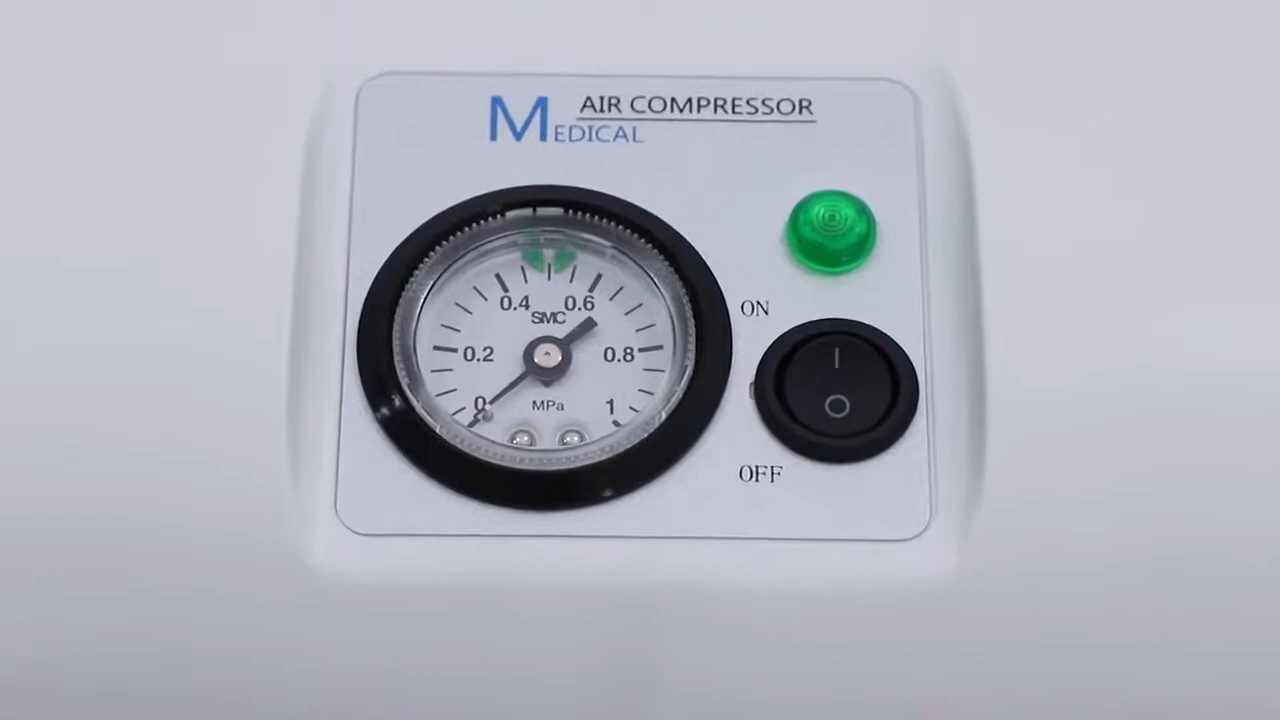 AIR COMPRESSOR
MEDICAL
0.4 0.6
SMC
0.2 0.8
0 MPa 1
ON
I
O
OFF